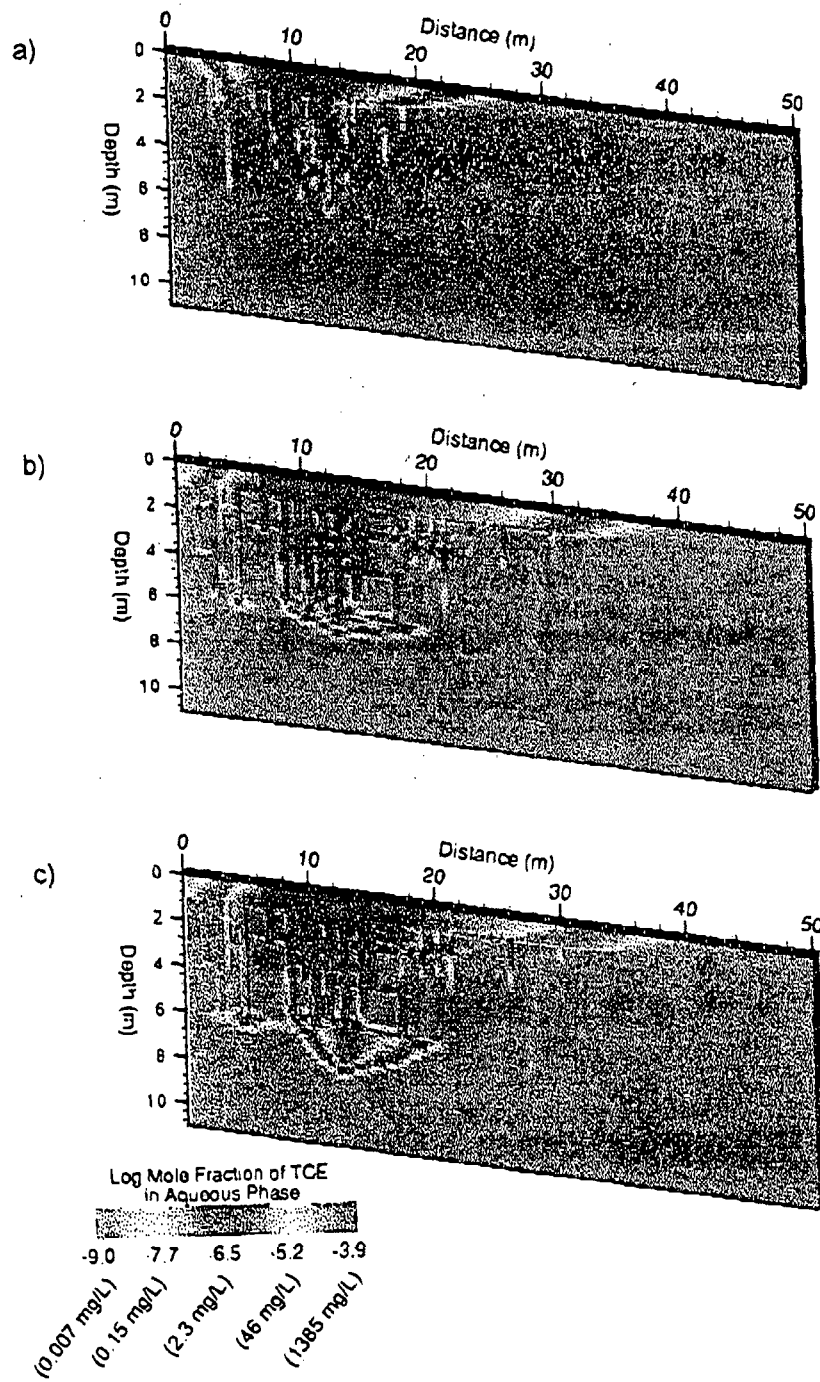 a)
0 10 20 30 40 50
Distance (m)
0
2
4
6
8
10
Depth (m)
b)
0 10 20 30 40 50
Distance (m)
0
2
4
6
8
10
Depth (m)
c)
0 10 20 30 40 50
Distance (m)
0
2
4
6
8
10
Depth (m)
Log Mole Fraction of TCE
in Aqueous Phase
-9.0 -7.7 -6.5 -5.2 -3.9
(0.007 mg/L) (0.15 mg/L) (2.3 mg/L) (46 mg/L) (1385 mg/L)